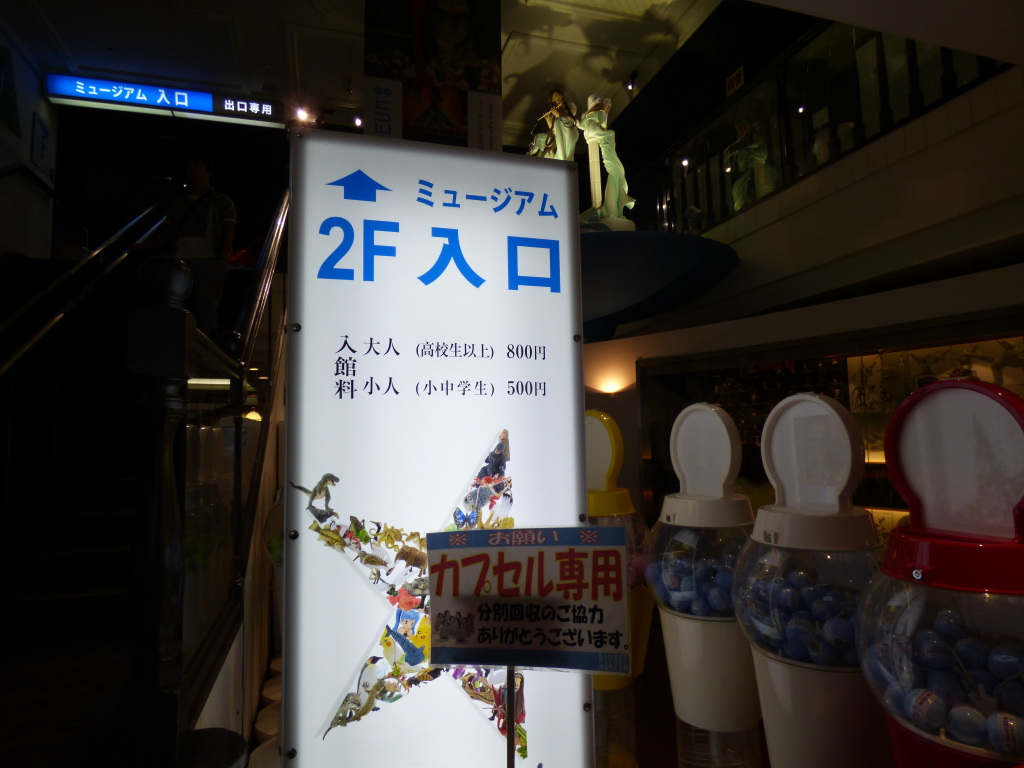 ミュージアム 入口
出口専用
ミュージアム
2F 入口
入館料
大人 (高校生以上) 800円
小人 (小中学生) 500円
※ お願い ※
カプセル専用
分別回収のご協力
ありがとうございます。